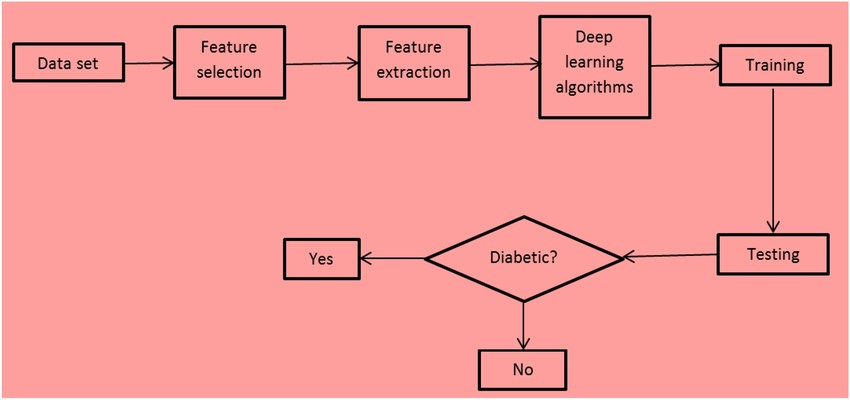 Data set
Feature
selection
Feature
extraction
Deep
learning
algorithms
Training
Testing
Diabetic?
Yes
No